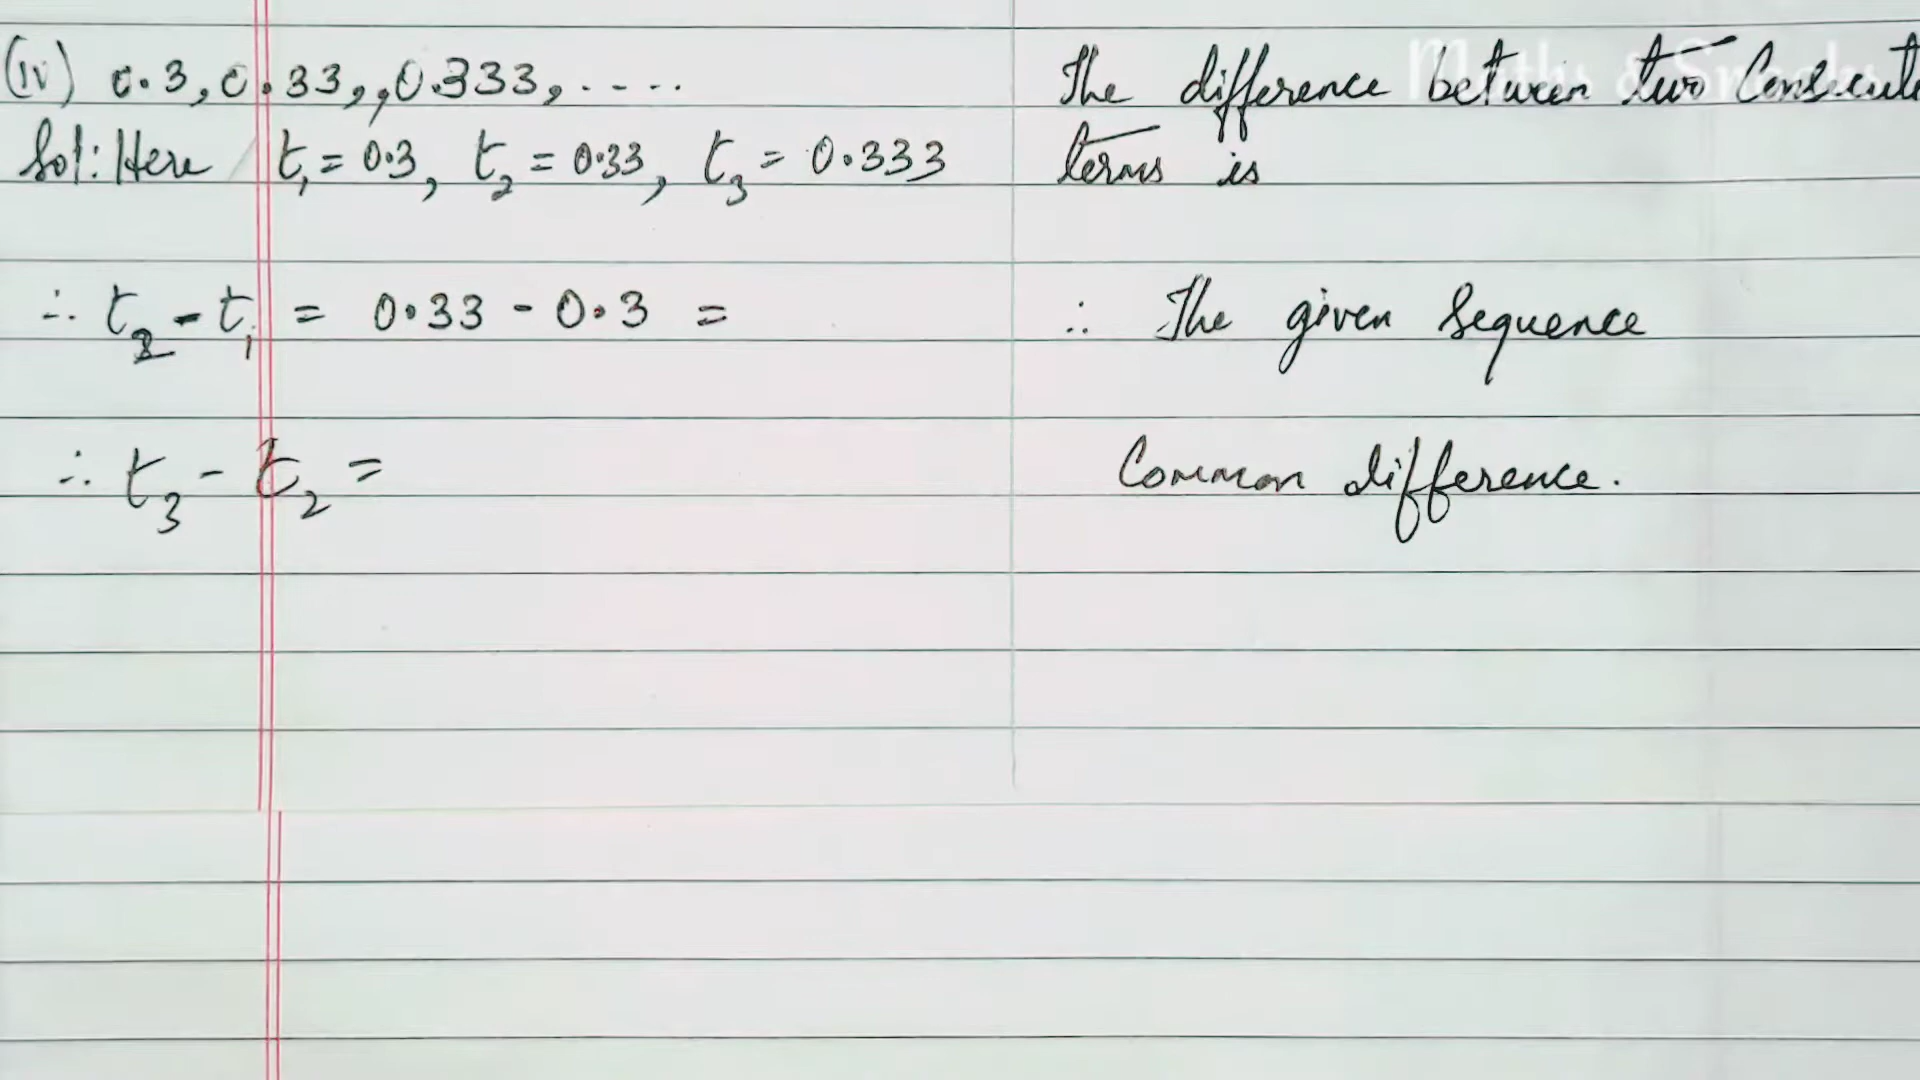 (iv) 0.3, 0.33, , 0.333, ....
Sol: Here t₁ = 0.3, t₂ = 0.33, t₃ = 0.333
∴ t₂ - t₁ = 0.33 - 0.3 =
∴ t₃ - t₂ =
The difference between two
terms is
∴ The given sequence
Common difference.